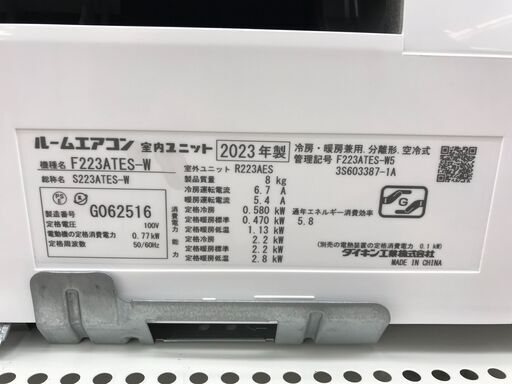 ルームエアコン 室内ユニット 2023年製
機種名 F223ATES-W
総称名 S223ATES-W
製造番号 G062516
定格電圧 100V
電動機の定格消費電力 0.77kW
定格周波数 50/60Hz
室外ユニット R223AES
製品質量 8 kg
冷房運転電流 6.7 A
暖房運転電流 5.4 A
消費電力
定格冷房 0.580 kW
定格暖房標準 0.470 kW
定格暖房低温 1.13 kW
能力
定格冷房 2.2 kW
定格暖房標準 2.2 kW
定格暖房低温 2.8 kW
冷房・暖房兼用.分離形.空冷式
管理記号 F223ATES-W5
3S603387-1A
通年エネルギー消費効率
5.8
(別売の電熱装置の定格消費電力 0.1 kW)
ダイキン工業株式会社
MADE IN CHINA